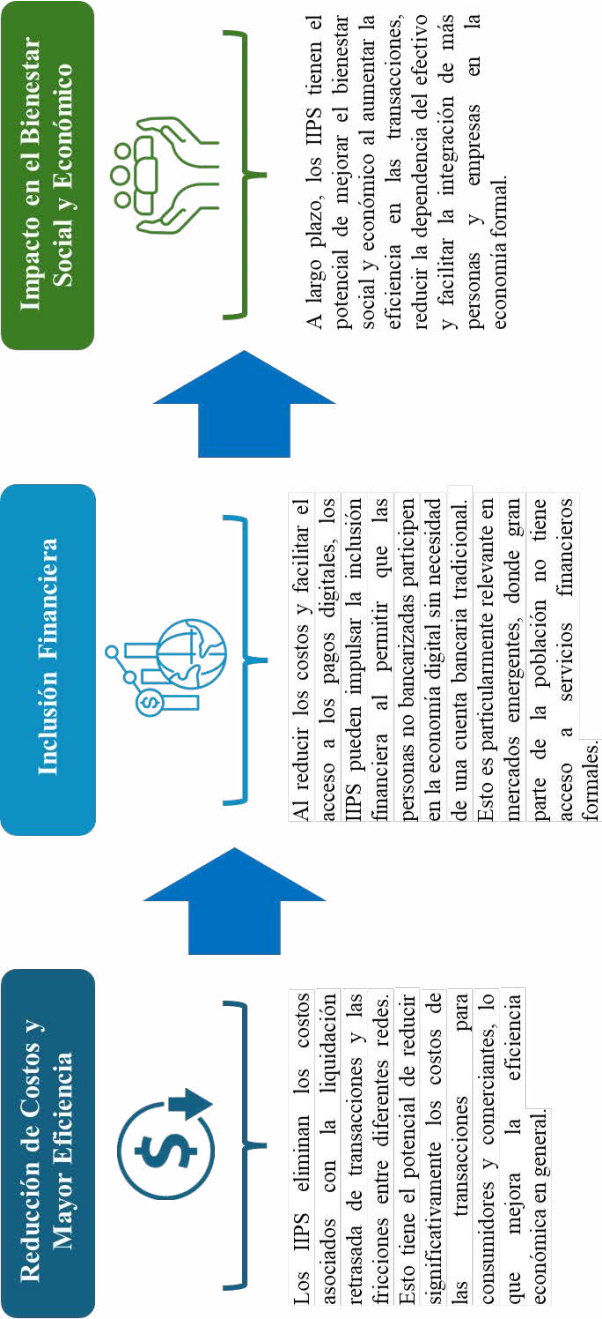 Reducción de Costos y
Mayor Eficiencia
Los IIPS eliminan los costos
asociados con la liquidación
retrasada de transacciones y las
fricciones entre diferentes redes.
Esto tiene el potencial de reducir
significativamente los costos de
las transacciones para
consumidores y comerciantes, lo
que mejora la eficiencia
económica en general.
Inclusión Financiera
Al reducir los costos y facilitar el
acceso a los pagos digitales, los
IIPS pueden impulsar la inclusión
financiera al permitir que las
personas no bancarizadas participen
en la economía digital sin necesidad
de una cuenta bancaria tradicional.
Esto es particularmente relevante en
mercados emergentes, donde gran
parte de la población no tiene
acceso a servicios financieros
formales.
Impacto en el Bienestar
Social y Económico
A largo plazo, los IIPS tienen el
potencial de mejorar el bienestar
social y económico al aumentar la
eficiencia en las transacciones,
reducir la dependencia del efectivo
y facilitar la integración de más
personas y empresas en la
economía formal.